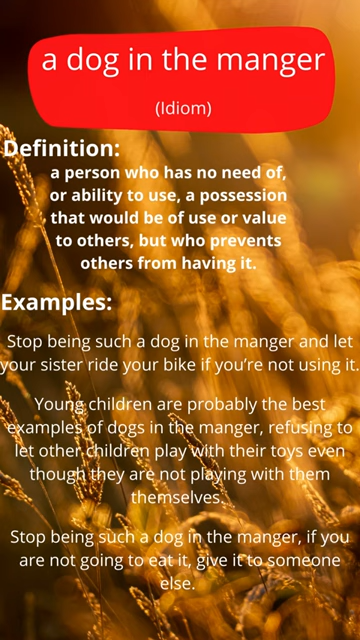 a dog in the manger
(Idiom)
Definition:
a person who has no need of,
or ability to use, a possession
that would be of use or value
to others, but who prevents
others from having it.
Examples:
Stop being such a dog in the manger and let
your sister ride your bike if you’re not using it.
Young children are probably the best
examples of dogs in the manger, refusing to
let other children play with their toys even
though they are not playing with them
themselves.
Stop being such a dog in the manger, if you
are not going to eat it, give it to someone
else.